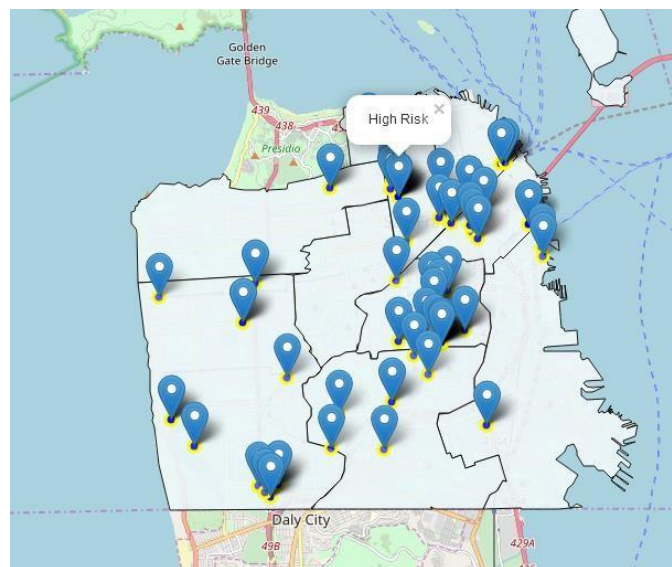 Golden
Gate Bridge
439
438
Presidio
High Risk
×
Daly City
49B
429A